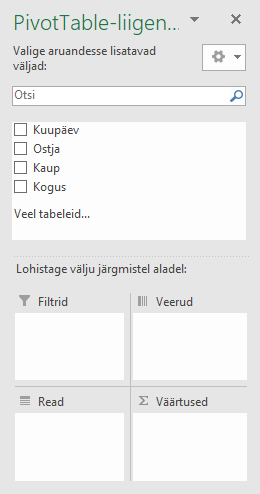 PivotTable-liigen...
Valige aruandesse lisatavad
väljad:
Otsi
Kuupäev
Ostja
Kaup
Kogus
Veel tabeleid...
Lohistage välju järgmistel aladel:
Filtrid
Veerud
Read
Väärtused